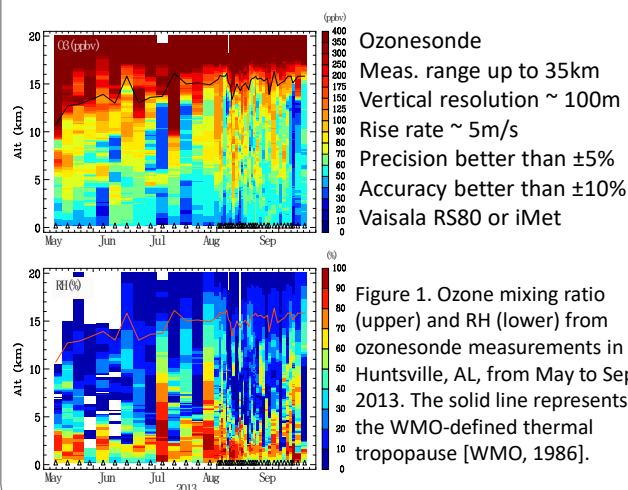 (ppbv)
O3(ppbv)
400
350
300
250
200
175
150
125
100
90
80
70
60
50
40
30
20
10
0
20
15
10
5
0
Alt (km)
May Jun Jul Aug Sep
Ozonesonde
Meas. range up to 35km
Vertical resolution ~ 100m
Rise rate ~ 5m/s
Precision better than ±5%
Accuracy better than ±10%
Vaisala RS80 or iMet
(%)
RH(%)
100
90
80
70
60
50
40
30
20
10
0
20
15
10
5
0
Alt (km)
May Jun Jul Aug Sep
2013
Figure 1. Ozone mixing ratio
(upper) and RH (lower) from
ozonesonde measurements in
Huntsville, AL, from May to Sep
2013. The solid line represents
the WMO-defined thermal
tropopause [WMO, 1986].